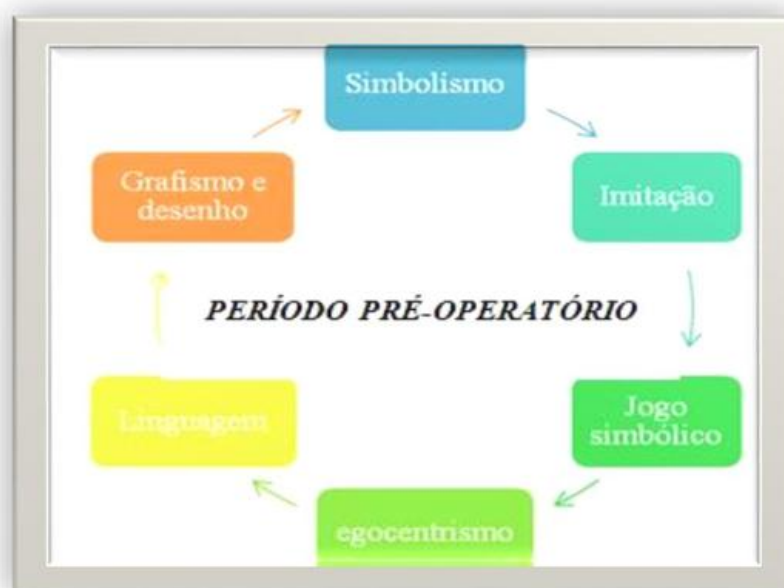 Simbolismo
Imitação
Jogo
simbólico
egocentrismo
Linguagem
Grafismo e
desenho
PERÍODO PRÉ-OPERATÓRIO